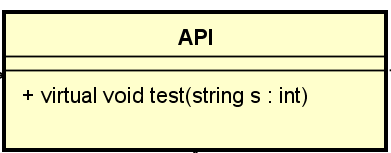 API
+ virtual void test(string s : int)